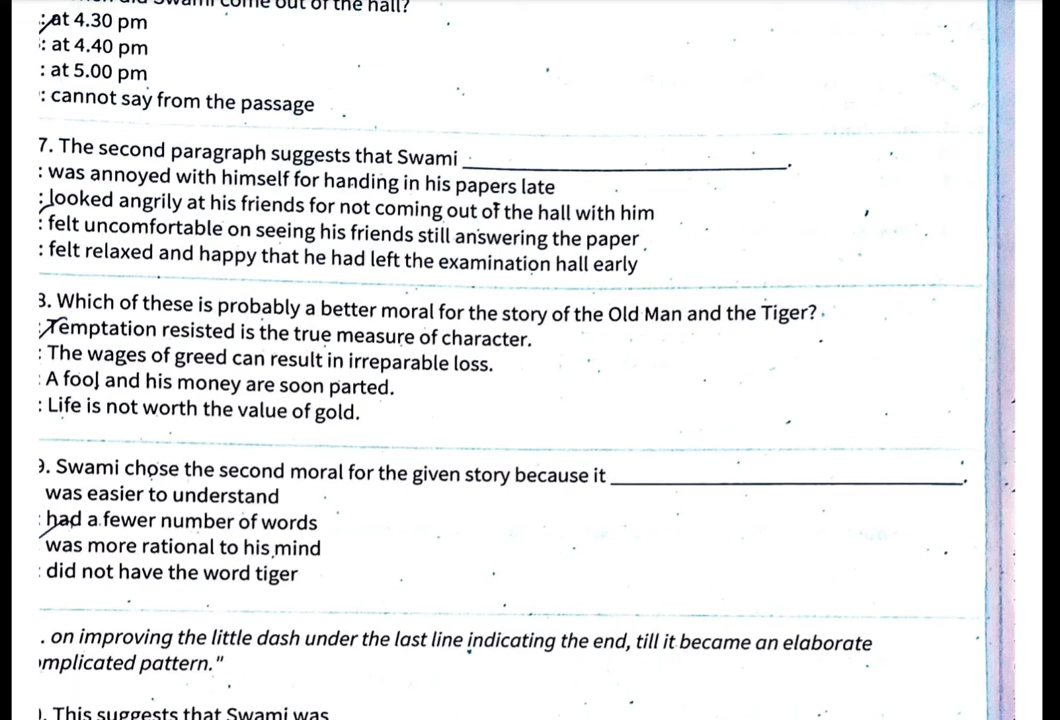 Swami come out of the hall?
: at 4.30 pm
: at 4.40 pm
: at 5.00 pm
: cannot say from the passage
7. The second paragraph suggests that Swami ______________.
: was annoyed with himself for handing in his papers late
: looked angrily at his friends for not coming out of the hall with him
: felt uncomfortable on seeing his friends still answering the paper
: felt relaxed and happy that he had left the examination hall early
. Which of these is probably a better moral for the story of the Old Man and the Tiger?
: Temptation resisted is the true measure of character.
: The wages of greed can result in irreparable loss.
: A fool and his money are soon parted.
: Life is not worth the value of gold.
. Swami chose the second moral for the given story because it ______________.
was easier to understand
: had a fewer number of words
was more rational to his mind
: did not have the word tiger
. on improving the little dash under the last line indicating the end, till it became an elaborate
mplicated pattern."
. This suggests that Swami was